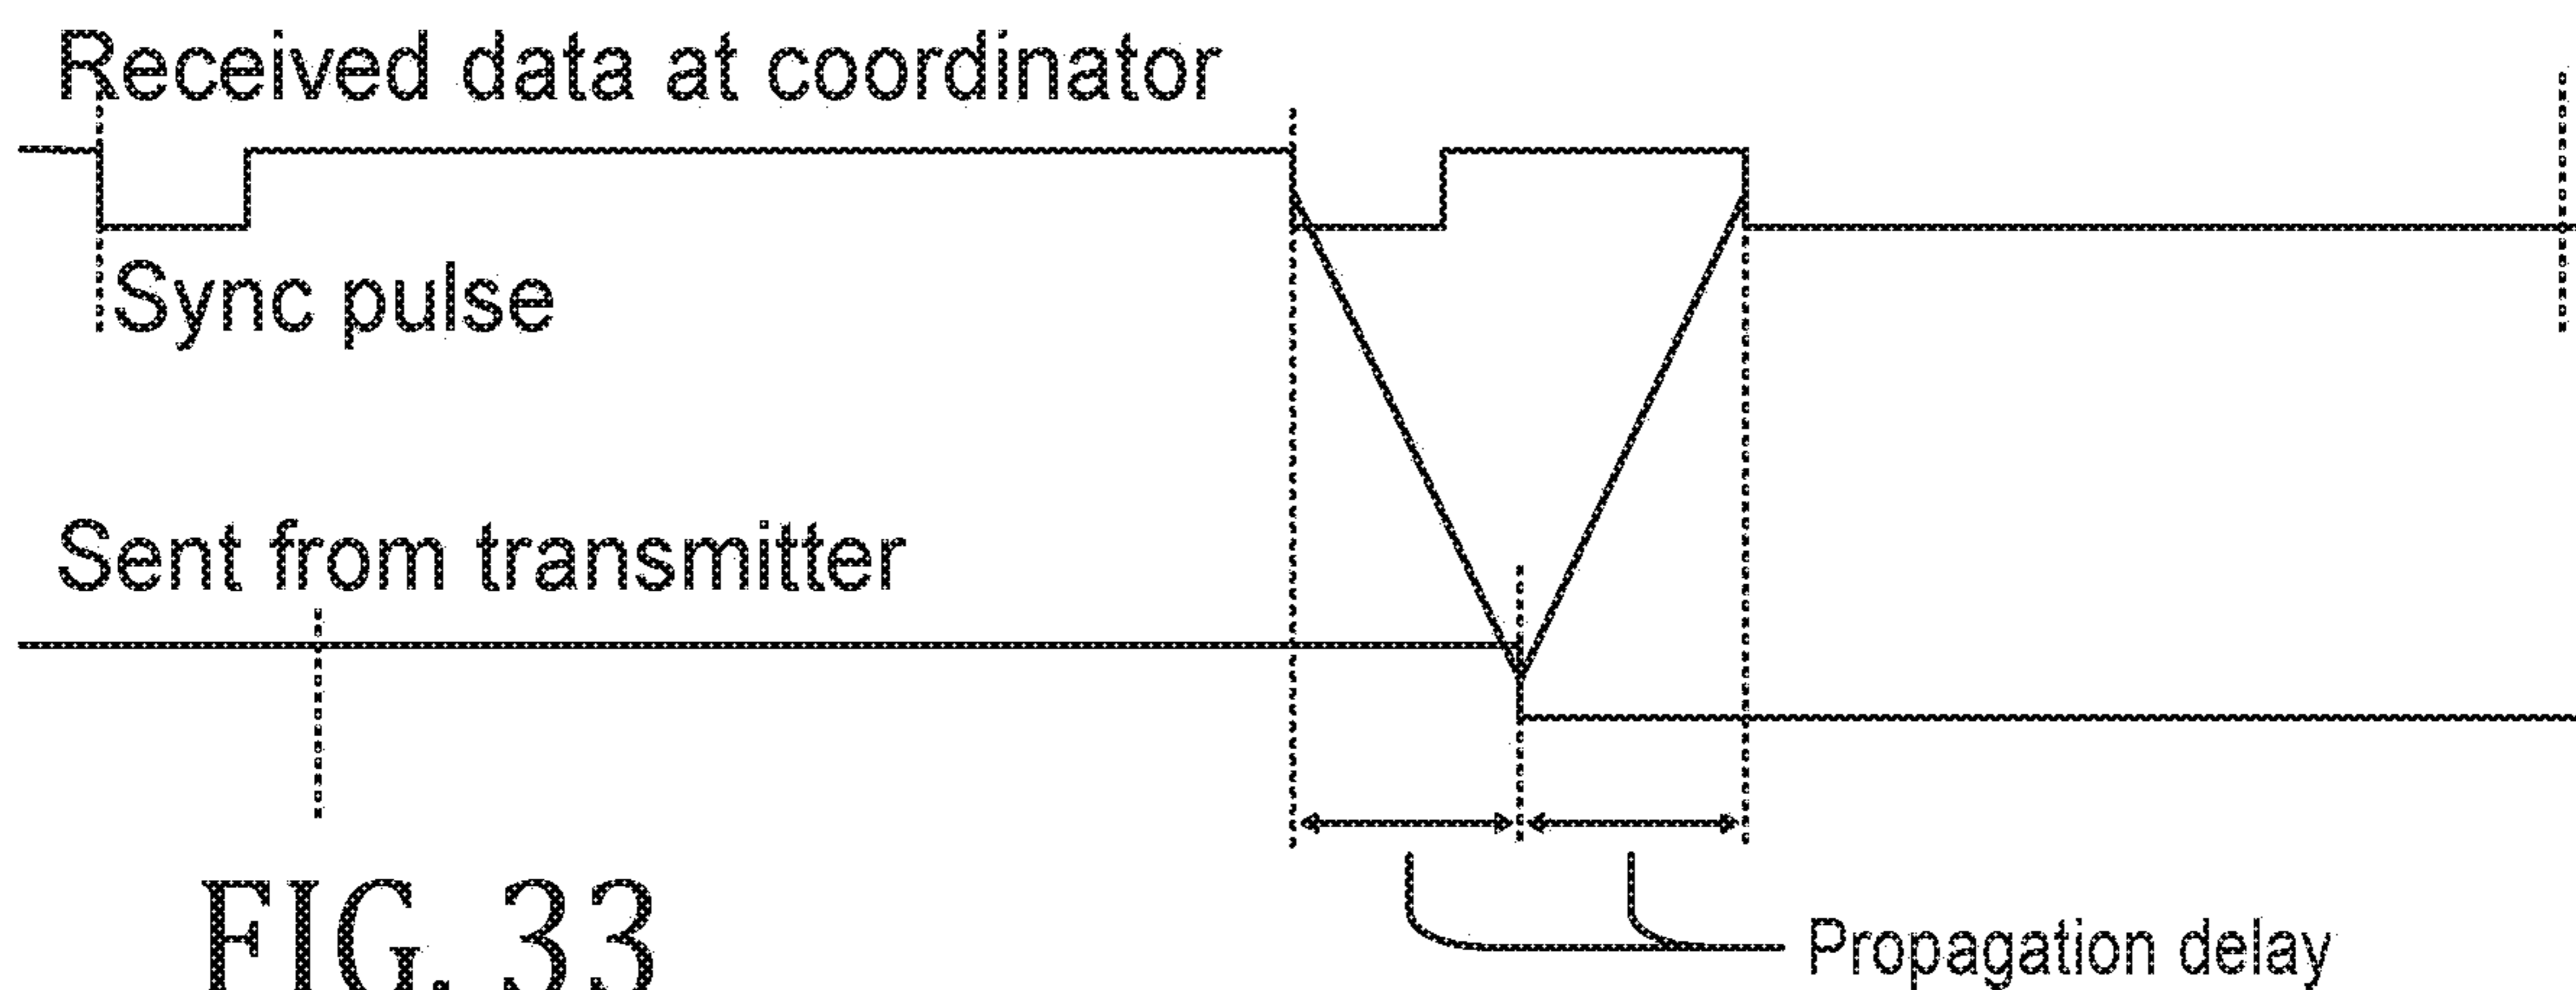 Received data at coordinator
Sync pulse
Sent from transmitter
Propagation delay
FIG. 33